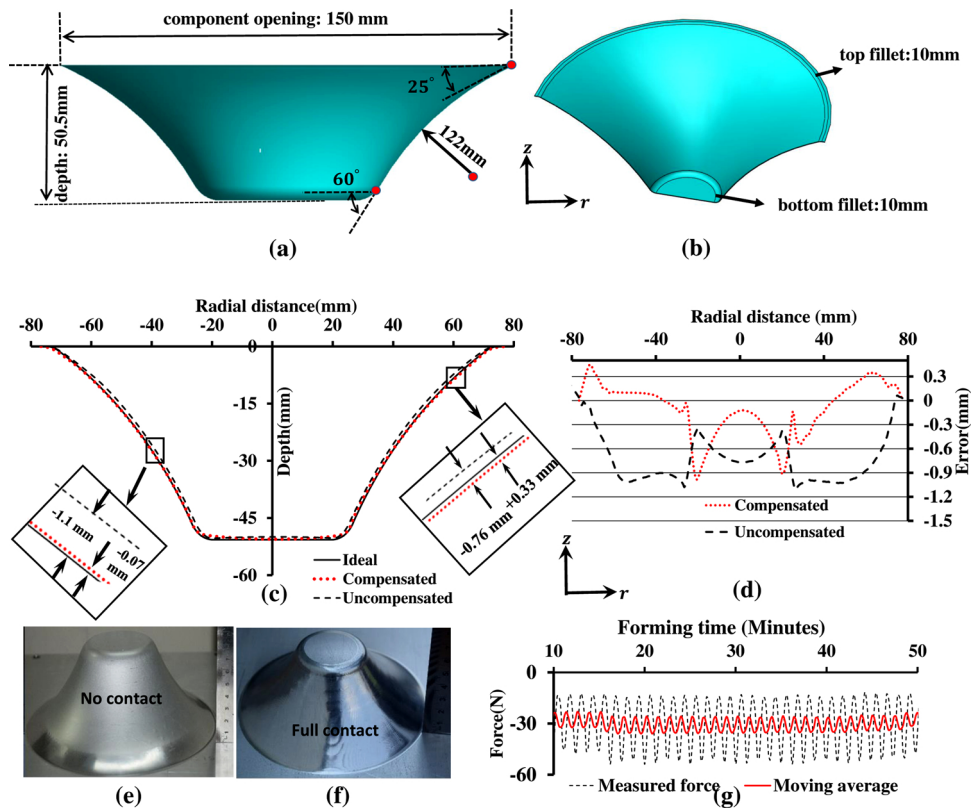 component opening: 150 mm
depth: 50.5mm
25°
122mm
60°
(a)
top fillet:10mm
z
r
bottom fillet:10mm
(b)
Radial distance(mm)
-80 -60 -40 -20 0 20 40 60 80
0
-15
-30
-45
-60
Depth(mm)
-1.1 mm
-0.07
mm
-0.76 mm
+0.33 mm
Ideal
Compensated
Uncompensated
(c)
Radial distance (mm)
-80 -40 0 40 80
0.3
0
-0.3
-0.6
-0.9
-1.2
-1.5
Error(mm)
Compensated
Uncompensated
z
r
(d)
No contact
(e)
Full contact
(f)
Forming time (Minutes)
10 20 30 40 50
0
-30
-60
Force(N)
Measured force
Moving average
(g)